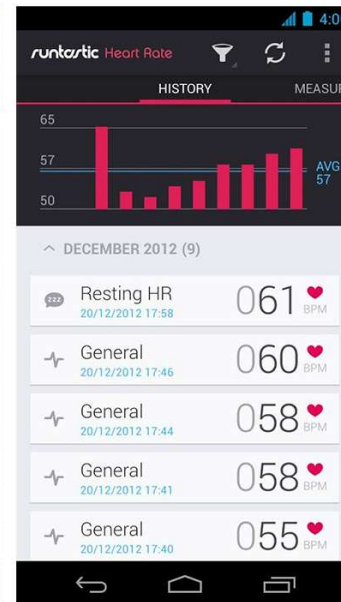 4:0
runtastic Heart Rate
HISTORY
MEASU
65
57
50
AVG
57
DECEMBER 2012 (9)
zzz
Resting HR
20/12/2012 17:58
061
BPM
General
20/12/2012 17:46
060
BPM
General
20/12/2012 17:44
058
BPM
General
20/12/2012 17:41
058
BPM
General
20/12/2012 17:40
055
BPM